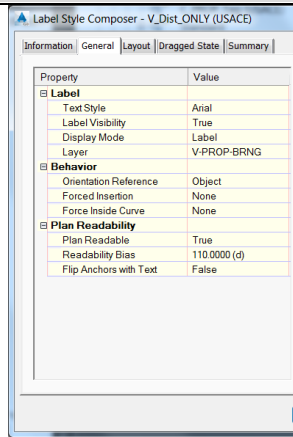 Label Style Composer - V_Dist_ONLY (USACE)
Information General Layout Dragged State Summary
Property Value
Label
Text Style Arial
Label Visibility True
Display Mode Label
Layer V-PROP-BRNG
Behavior
Orientation Reference Object
Forced Insertion None
Force Inside Curve None
Plan Readability
Plan Readable True
Readability Bias 110.0000 (d)
Flip Anchors with Text False